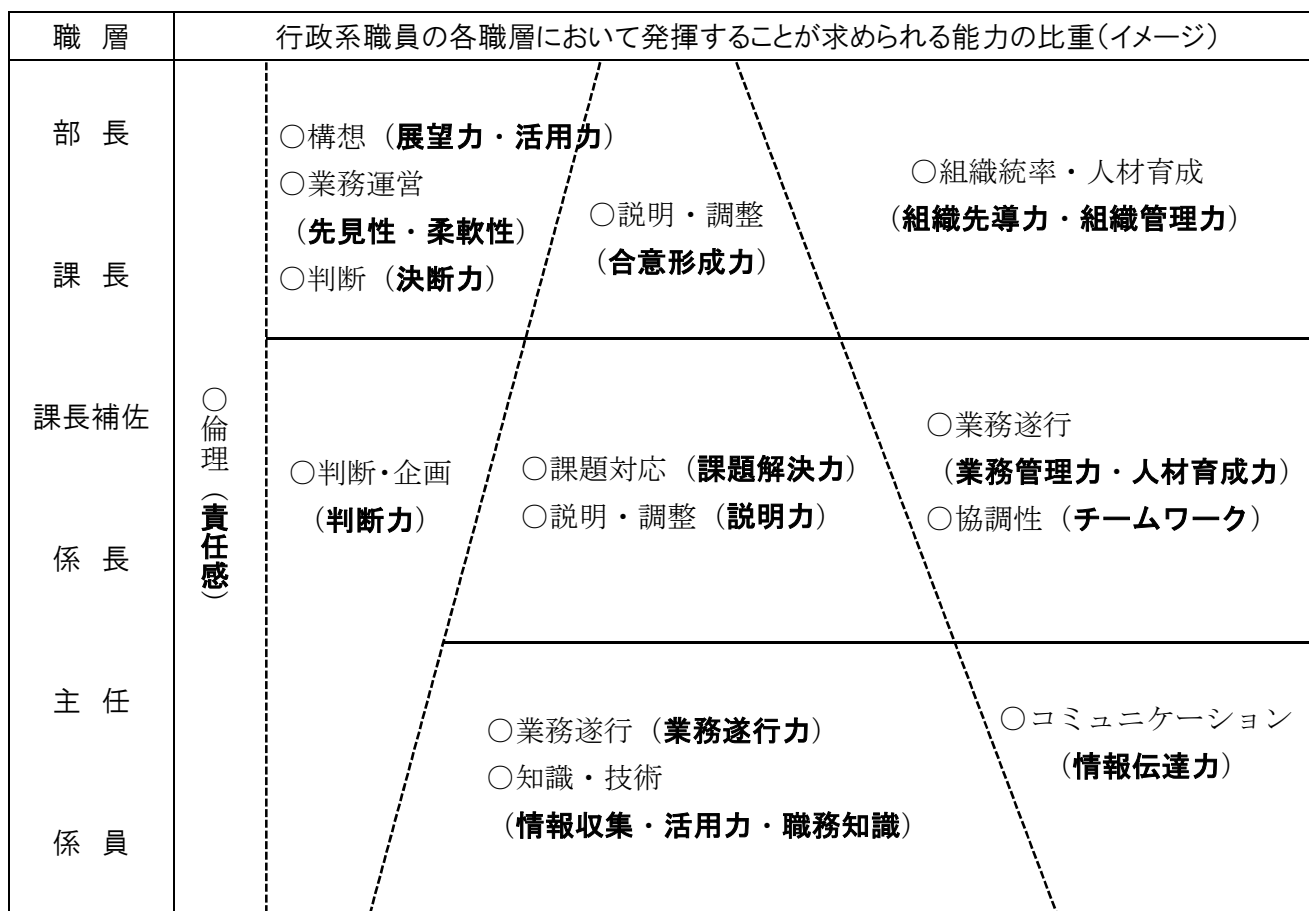 職 層
行政系職員の各職層において発揮することが求められる能力の比重(イメージ)
部 長
課 長
課長補佐
係 長
主 任
係 員
○倫理(責任感)
○構想(展望力・活用力)
○業務運営
(先見性・柔軟性)
○判断(決断力)
○説明・調整
(合意形成力)
○組織統率・人材育成
(組織先導力・組織管理力)
○判断・企画
(判断力)
○課題対応(課題解決力)
○説明・調整(説明力)
○業務遂行
(業務管理力・人材育成力)
○協調性(チームワーク)
○業務遂行(業務遂行力)
○知識・技術
(情報収集・活用力・職務知識)
○コミュニケーション
(情報伝達力)